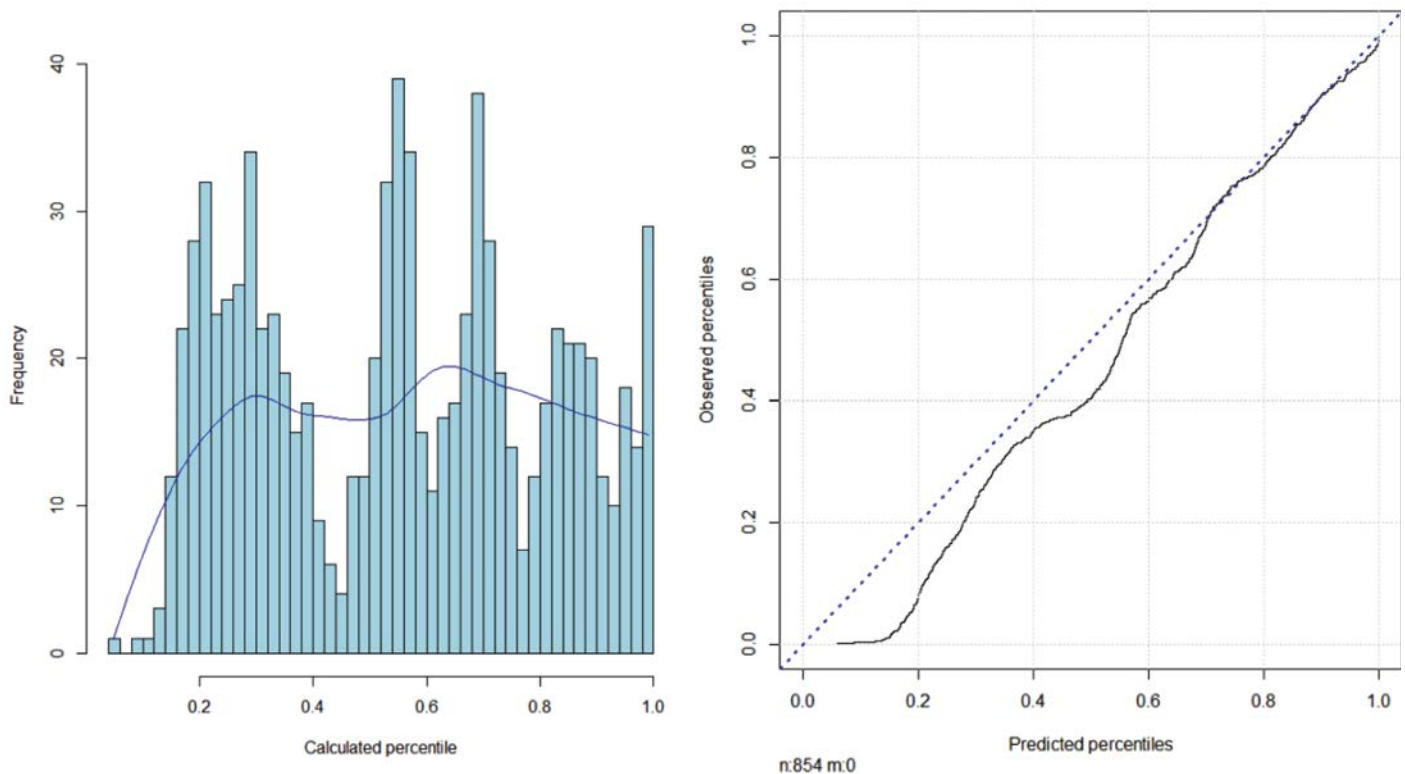 Frequency
0
10
20
30
40
0.2 0.4 0.6 0.8 1.0
Calculated percentile
Observed percentiles
0.0 0.2 0.4 0.6 0.8 1.0
0.0 0.2 0.4 0.6 0.8 1.0
Predicted percentiles
n:854 m:0